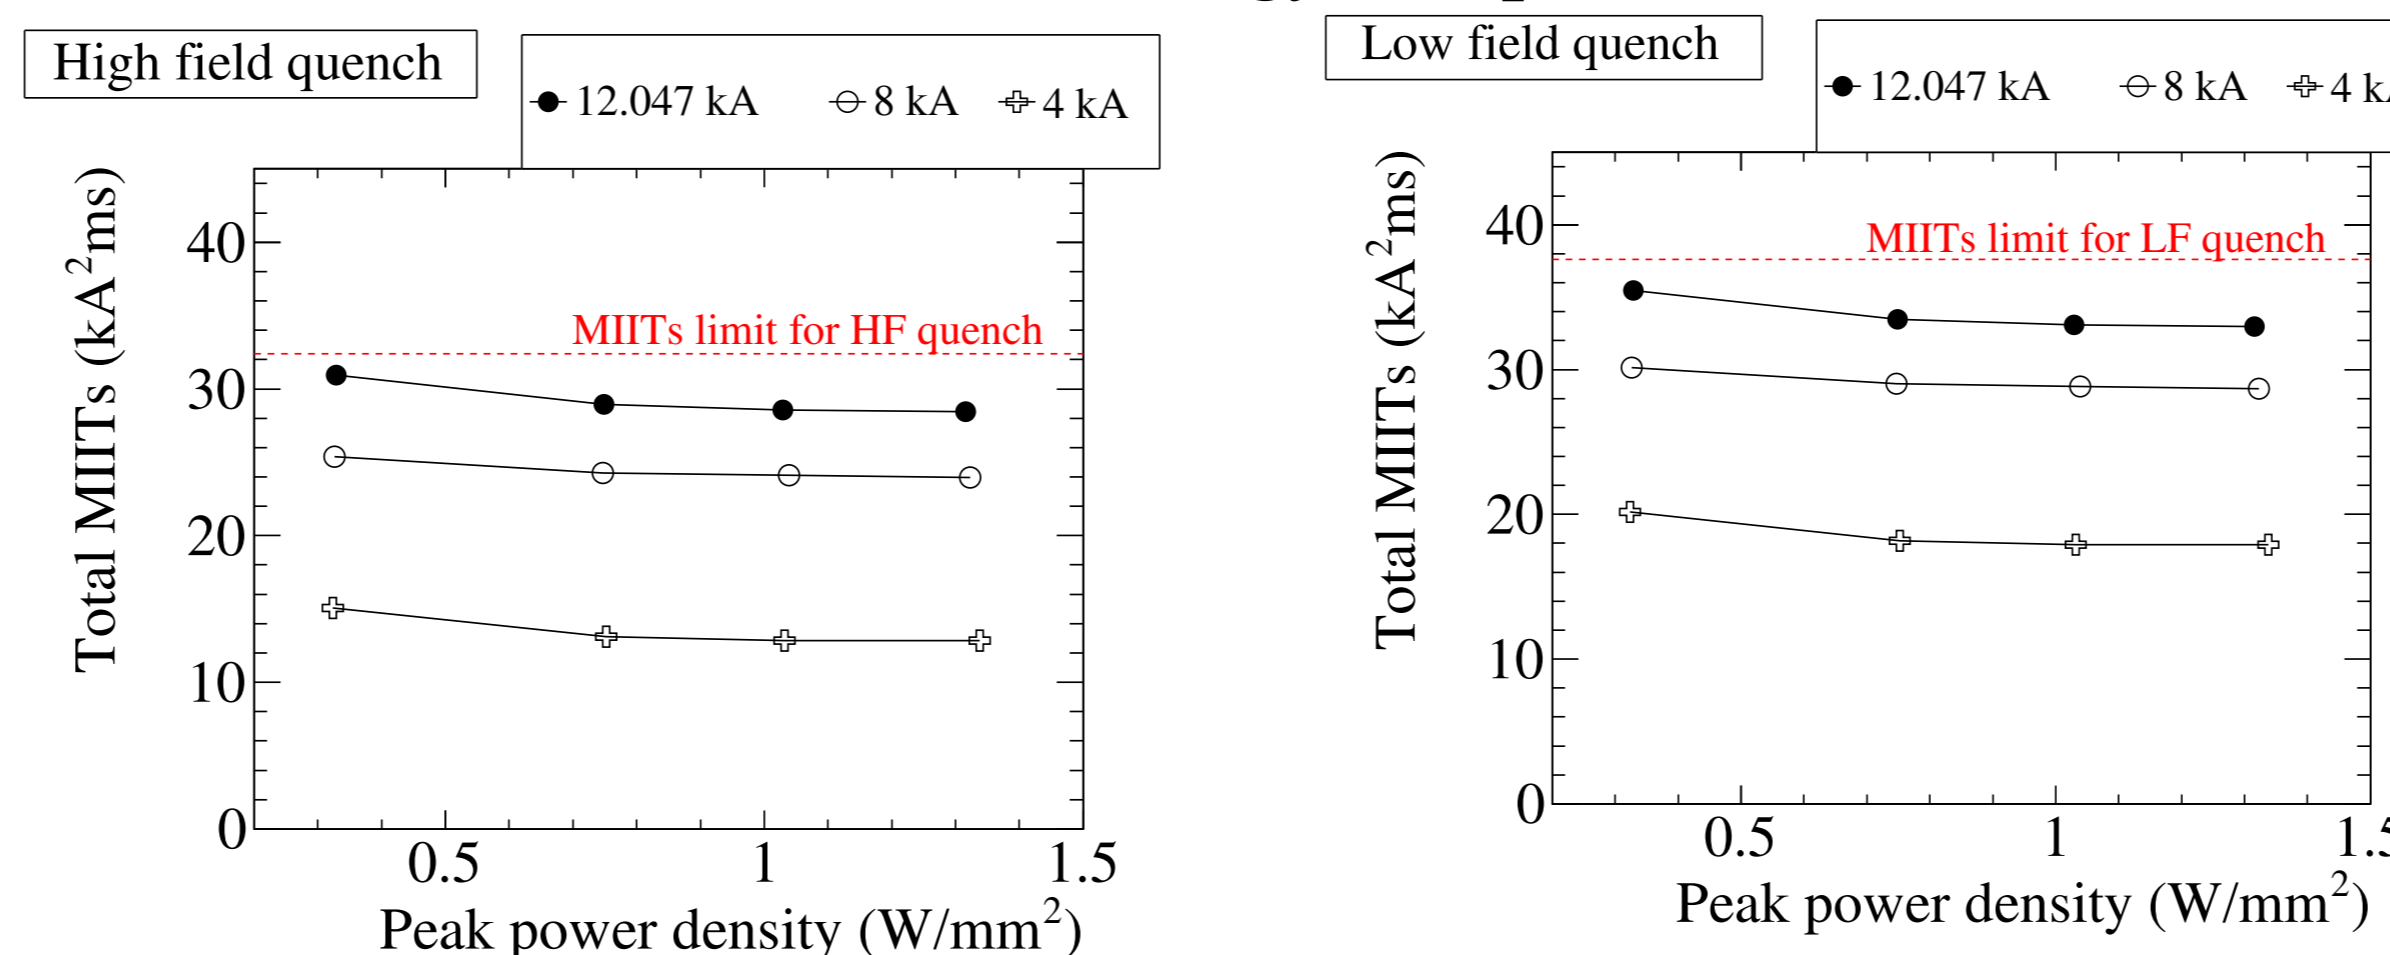 High field quench
12.047 kA 8 kA 4 kA
Total MIITs (kA²ms)
40
30
20
10
0
MIITs limit for HF quench
0.5 1 1.5
Peak power density (W/mm²)
Low field quench
12.047 kA 8 kA 4 k
Total MIITs (kA²ms)
40
30
20
10
0
MIITs limit for LF quench
0.5 1 1.5
Peak power density (W/mm²)